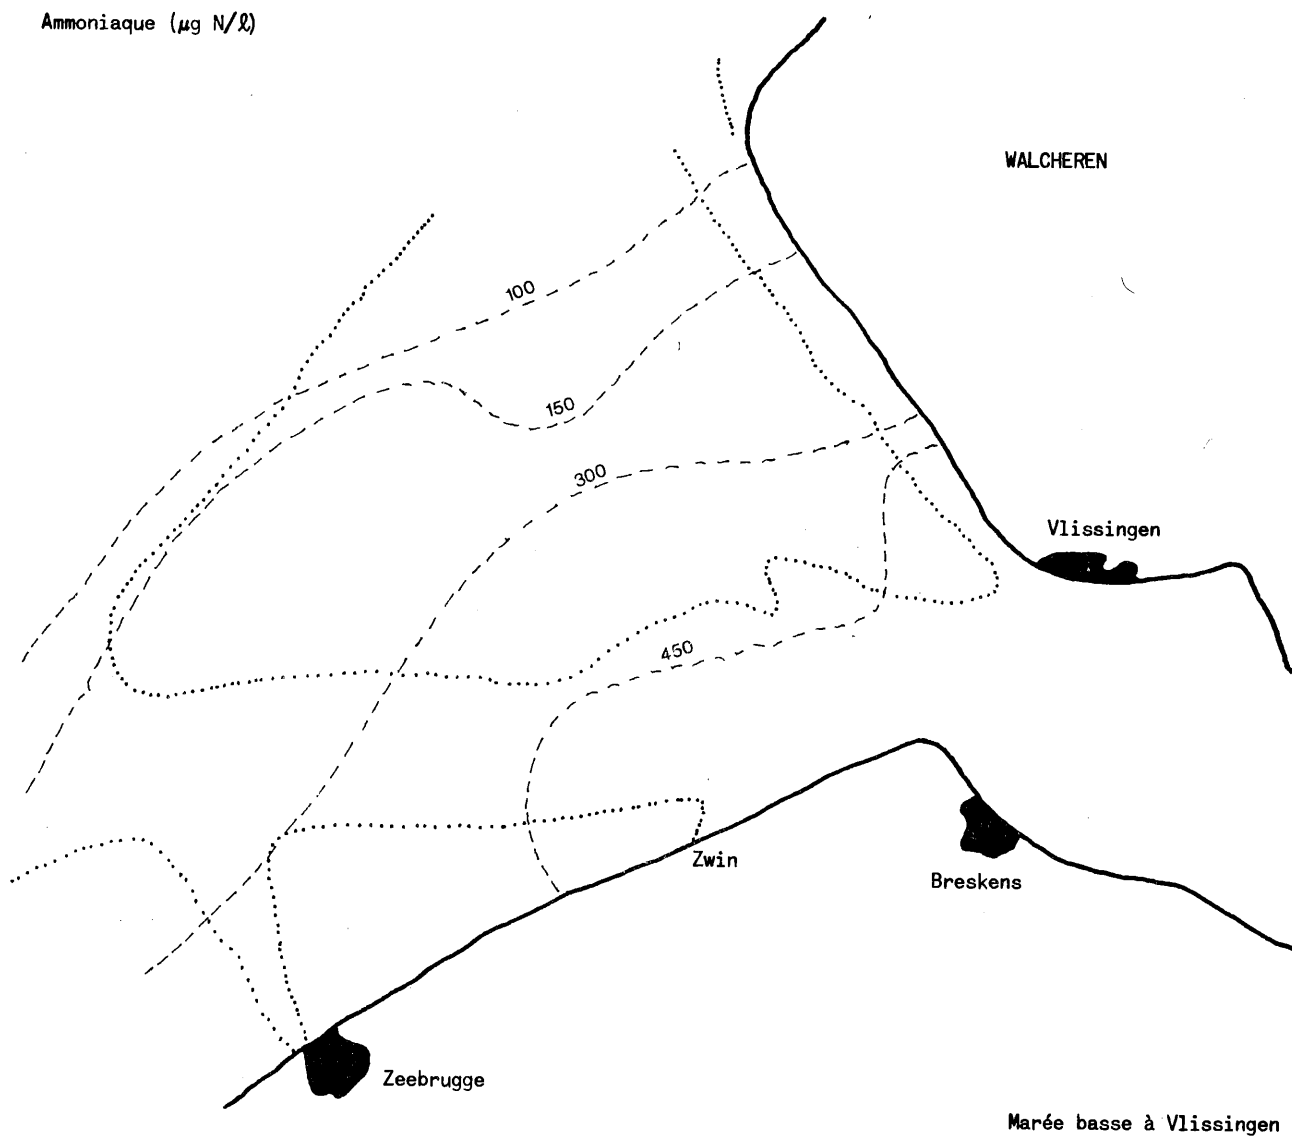 Ammoniaque (μg N/ℓ)
WALCHEREN
100
150
300
Vlissingen
450
Zwin
Breskens
Zeebrugge
Marée basse à Vlissingen